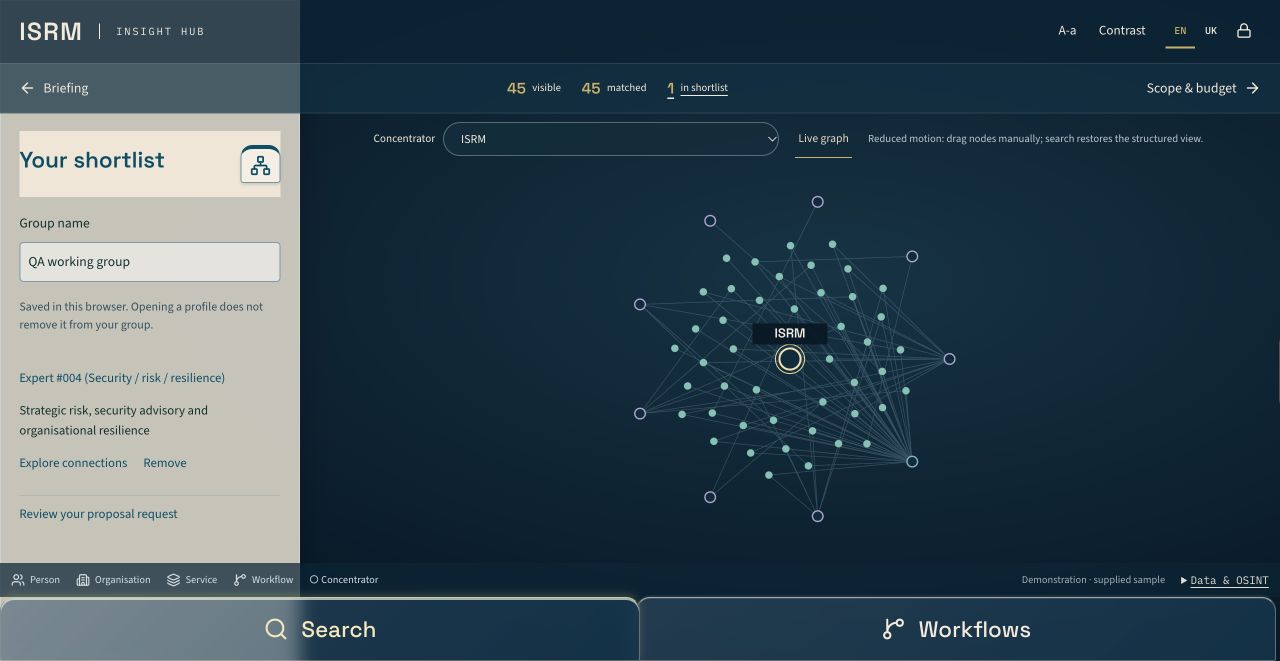 ISRM | INSIGHT HUB
A-a Contrast EN UK
Briefing
45 visible 45 matched 1 in shortlist
Scope & budget
Concentrator ISRM Live graph Reduced motion: drag nodes manually; search restores the structured view.
Your shortlist
Group name
QA working group
Saved in this browser. Opening a profile does not
remove it from your group.
Expert #004 (Security / risk / resilience)
Strategic risk, security advisory and
organisational resilience
Explore connections Remove
Review your proposal request
ISRM
Person Organisation Service Workflow Concentrator
Demonstration · supplied sample Data & OSINT
Search
Workflows